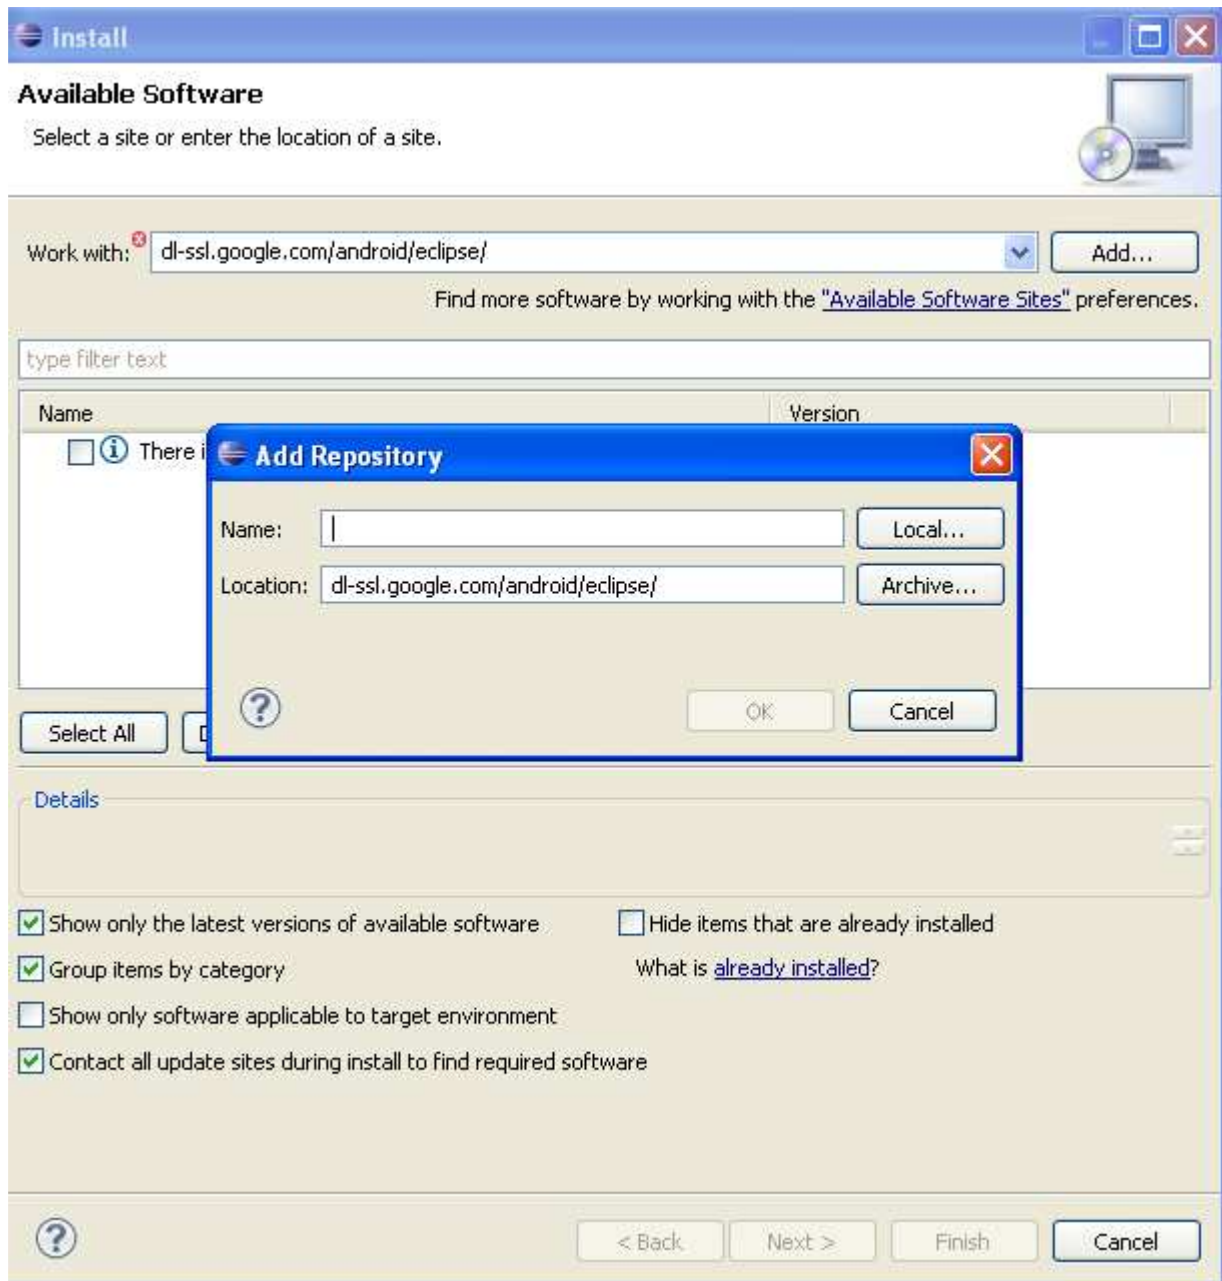 Install
Available Software
Select a site or enter the location of a site.
Work with: dl-ssl.google.com/android/eclipse/ Add...
Find more software by working with the "Available Software Sites" preferences.
type filter text
Name Version
There i
Add Repository
Name: Local...
Location: dl-ssl.google.com/android/eclipse/ Archive...
OK Cancel
Select All
Details
Show only the latest versions of available software Hide items that are already installed
Group items by category What is already installed?
Show only software applicable to target environment
Contact all update sites during install to find required software
< Back Next > Finish Cancel